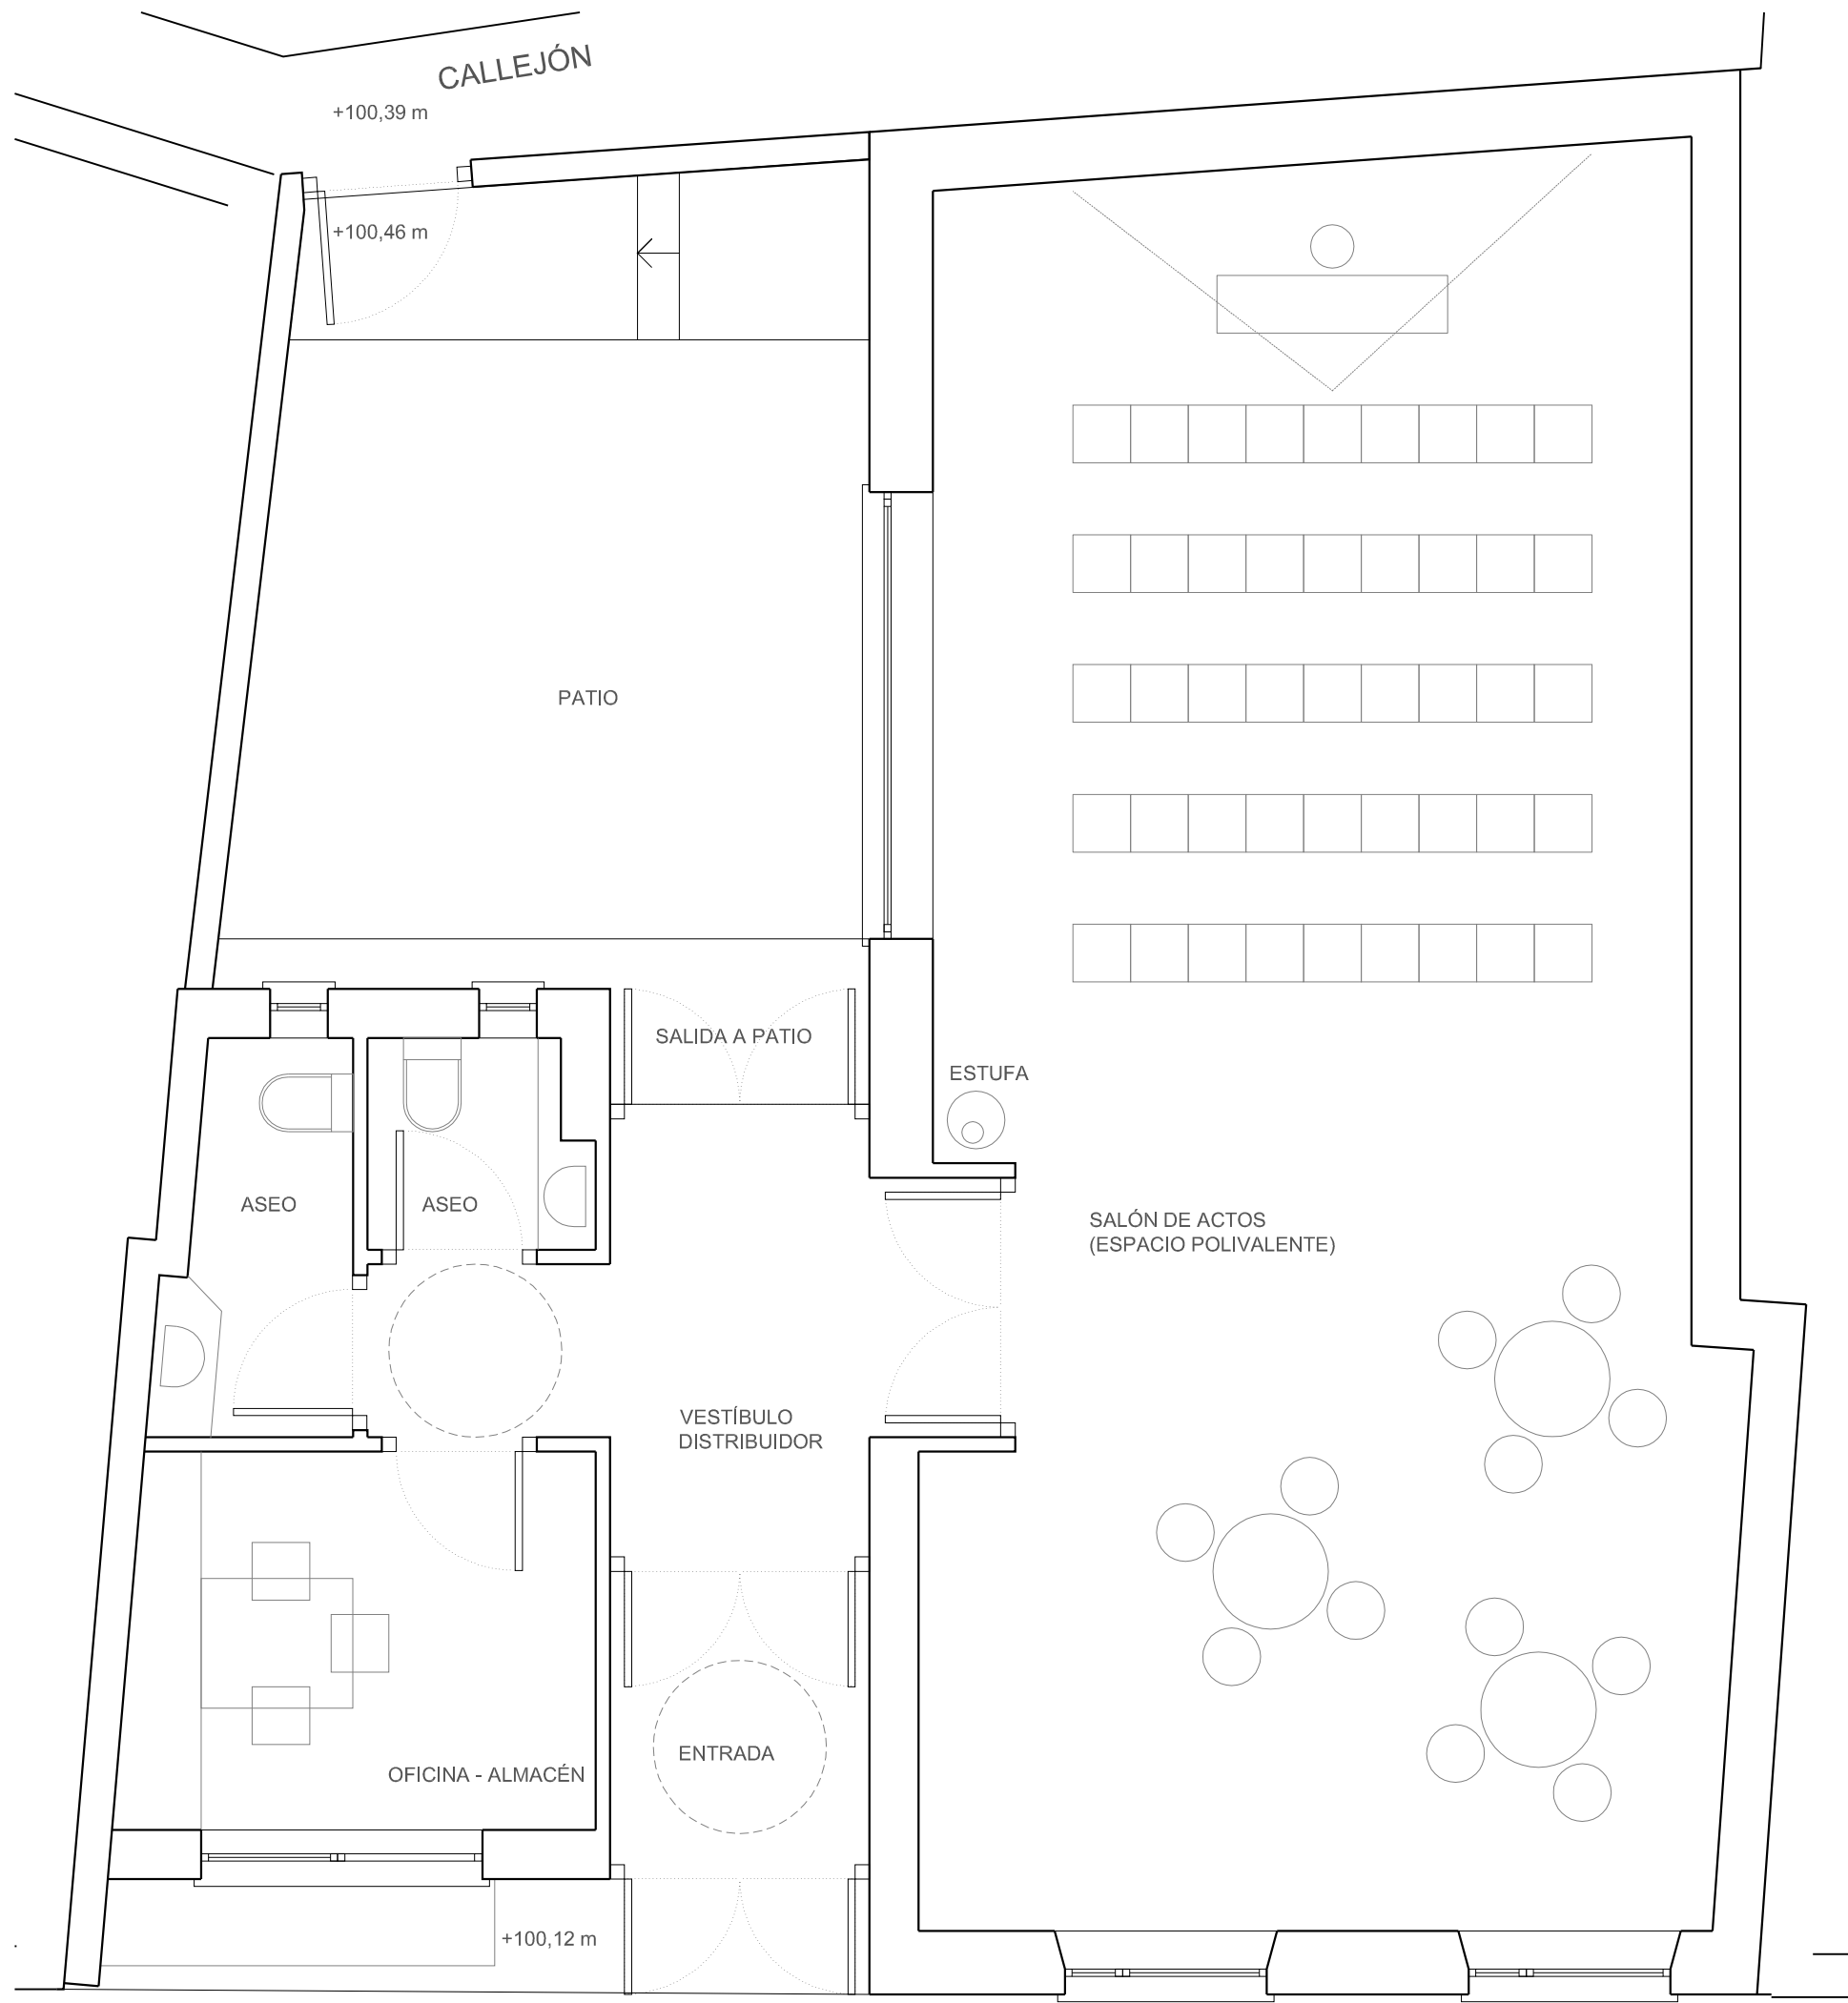 CALLEJÓN
+100,39 m
+100,46 m
PATIO
SALIDA A PATIO
ESTUFA
ASEO
ASEO
SALÓN DE ACTOS
(ESPACIO POLIVALENTE)
VESTÍBULO
DISTRIBUIDOR
ENTRADA
OFICINA - ALMACÉN
+100,12 m